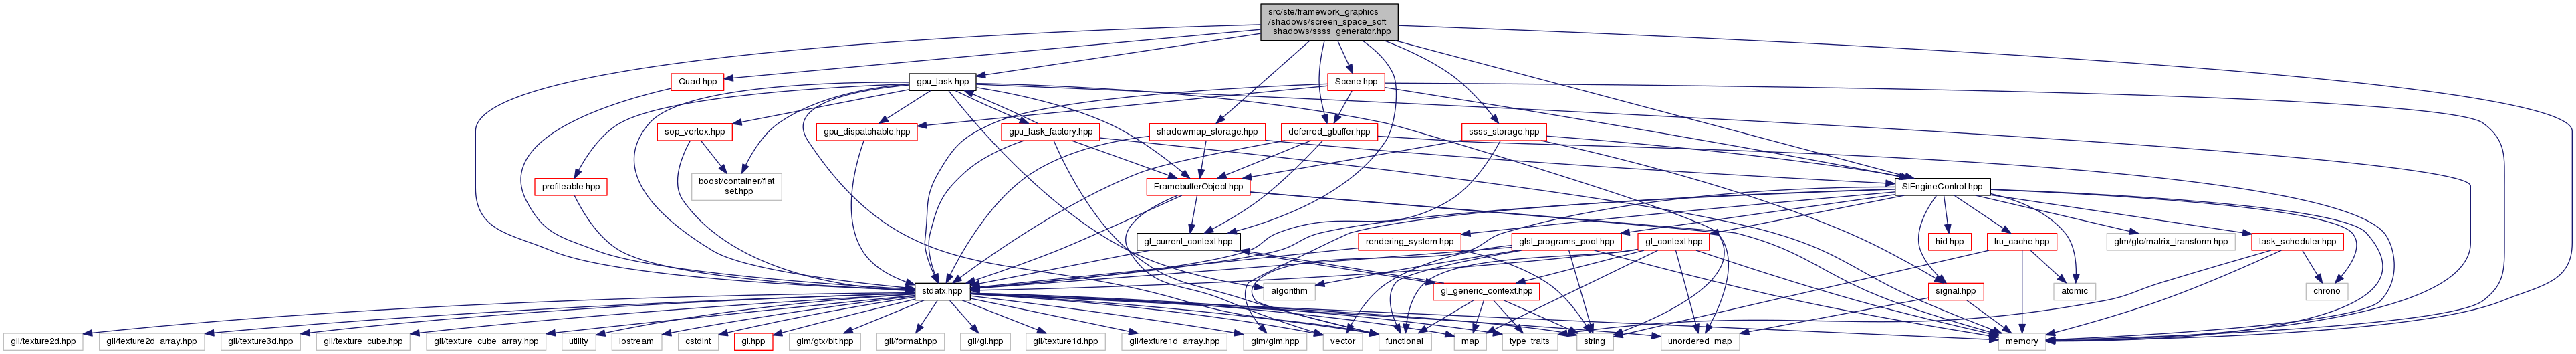 src/ste/framework_graphics
/shadows/screen_space_soft
_shadows/ssss_generator.hpp
Quad.hpp
gpu_task.hpp
Scene.hpp
sop_vertex.hpp
gpu_dispatchable.hpp
gpu_task_factory.hpp
shadowmap_storage.hpp
deferred_gbuffer.hpp
ssss_storage.hpp
profileable.hpp
boost/container/flat
_set.hpp
FramebufferObject.hpp
StEngineControl.hpp
gl_current_context.hpp
rendering_system.hpp
glsl_programs_pool.hpp
gl_context.hpp
hid.hpp
lru_cache.hpp
glm/gtc/matrix_transform.hpp
task_scheduler.hpp
stdafx.hpp
algorithm
gl_generic_context.hpp
signal.hpp
atomic
chrono
gli/texture2d.hpp
gli/texture2d_array.hpp
gli/texture3d.hpp
gli/texture_cube.hpp
gli/texture_cube_array.hpp
utility
iostream
cstdint
gl.hpp
glm/gtx/bit.hpp
gli/format.hpp
gli/gl.hpp
gli/texture1d.hpp
gli/texture1d_array.hpp
glm/glm.hpp
vector
functional
map
type_traits
string
unordered_map
memory